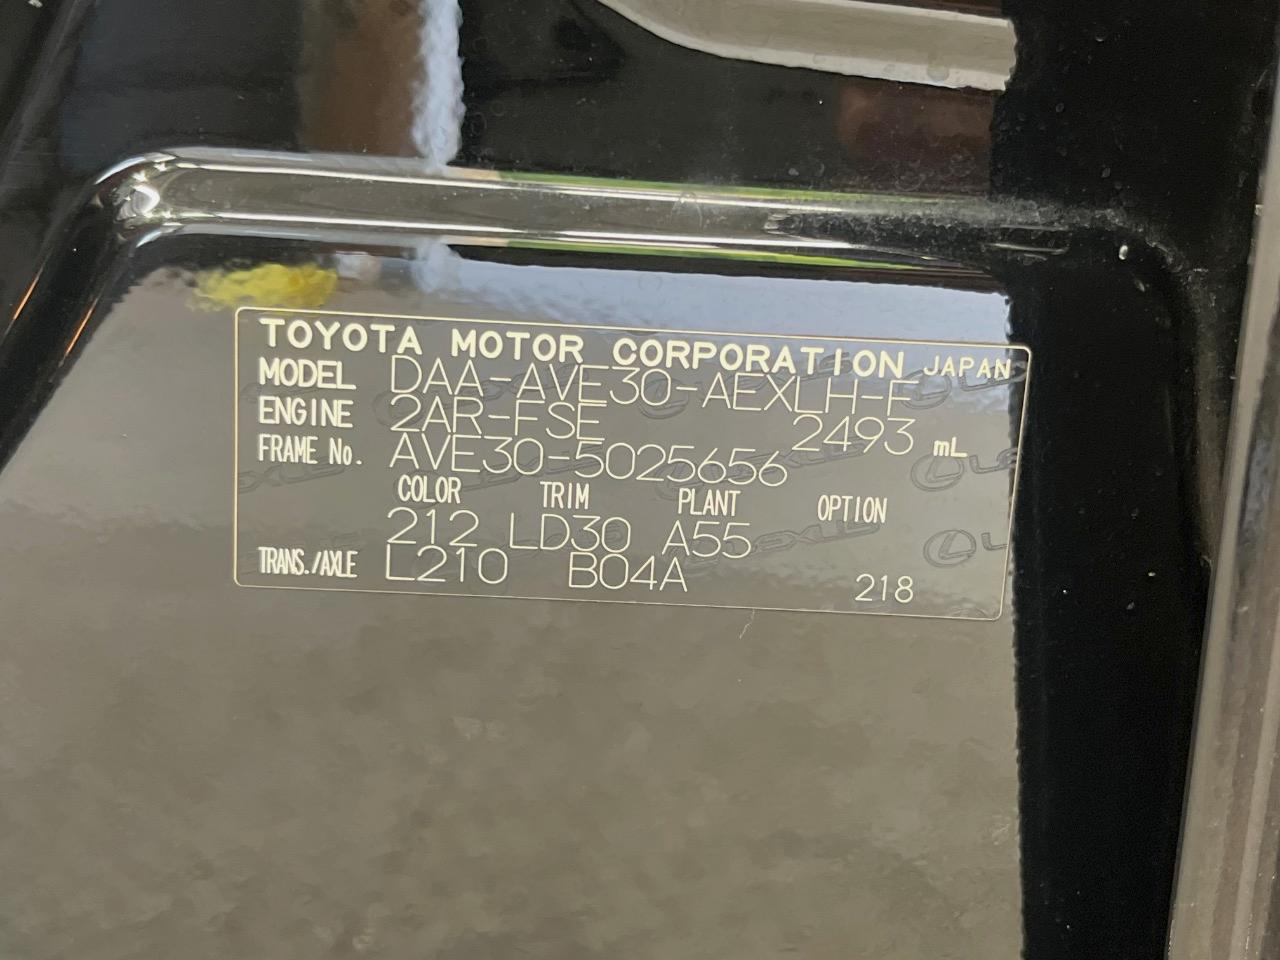 TOYOTA MOTOR CORPORATION JAPAN
MODEL DAA-AVE30-AEXLH-F
ENGINE 2AR-FSE 2493 mL
FRAME No. AVE30-5025656
COLOR TRIM PLANT OPTION
212 LD30 A55
TRANS./AXLE L210 B04A 218